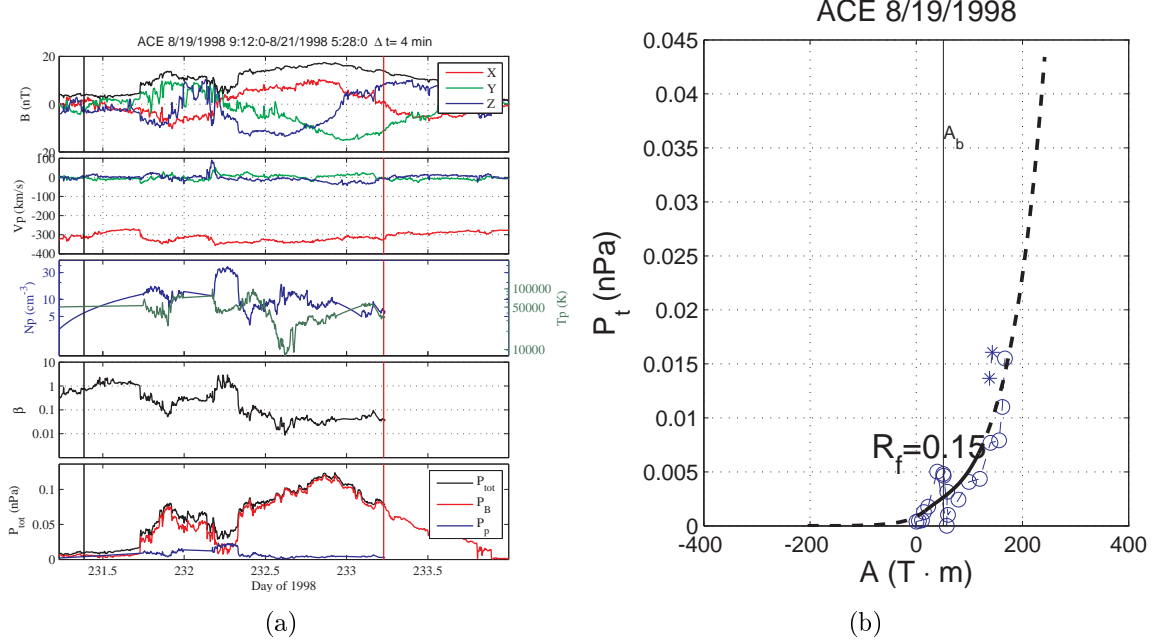 ACE 8/19/1998 9:12:0-8/21/1998 5:28:0 Δ t= 4 min
20
0
20
B (nT)
X
Y
Z
100
0
-100
-200
-300
-400
Vp (km/s)
30
10
5
Np (cm⁻³)
100000
50000
10000
Tp (K)
10
1
0.1
0.01
β
0.1
0.05
0
P_tot (nPa)
P_tot
P_B
P_p
231.5
232
232.5
233
233.5
Day of 1998
(a)
ACE 8/19/1998
0.045
0.04
0.035
0.03
0.025
0.02
0.015
0.01
0.005
0
P_t (nPa)
A_b
R_f=0.15
-400
-200
0
200
400
A (T · m)
(b)